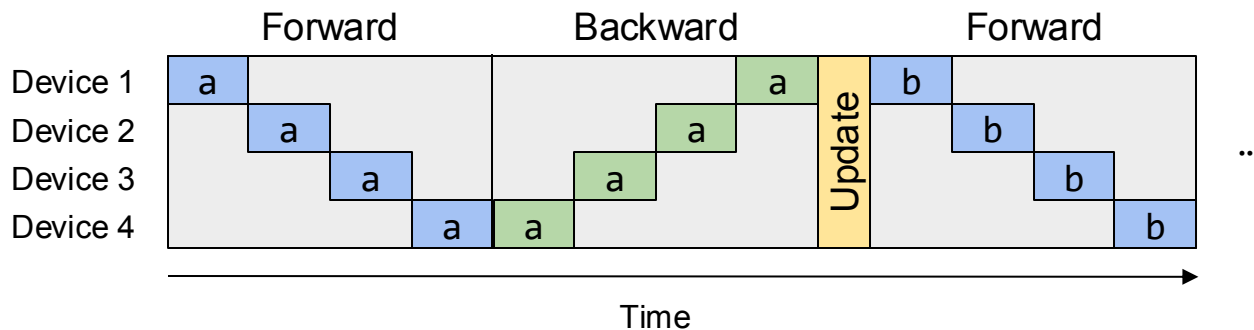 Forward Backward Forward
Device 1 a a b
Device 2 a a b
Device 3 a a b
Device 4 a a b
Update
..
Time